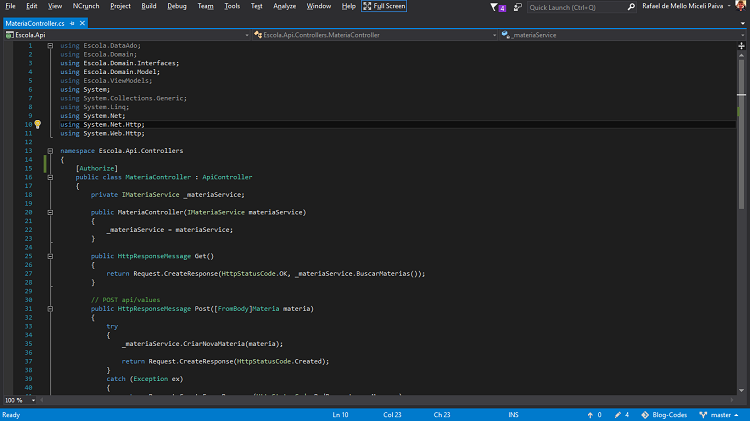 File Edit View NCrunch Project Build Debug Team Tools Test Analyze Window Help Full Screen 4 Quick Launch (Ctrl+Q) Rafael de Mello Miceli Paiva
MateriaController.cs
Escola.Api Escola.Api.Controllers.MateriaController _materiaService
1 using Escola.DataAdo;
2 using Escola.Domain;
3 using Escola.Domain.Interfaces;
4 using Escola.Domain.Model;
5 using Escola.ViewModels;
6 using System;
7 using System.Collections.Generic;
8 using System.Linq;
9 using System.Net;
10 using System.Net.Http;
11 using System.Web.Http;
12
13 namespace Escola.Api.Controllers
14 {
15 [Authorize]
16 public class MateriaController : ApiController
17 {
18 private IMateriaService _materiaService;
19
20 public MateriaController(IMateriaService materiaService)
21 {
22 _materiaService = materiaService;
23 }
24
25 public HttpResponseMessage Get()
26 {
27 return Request.CreateResponse(HttpStatusCode.OK, _materiaService.BuscarMaterias());
28 }
29
30 // POST api/values
31 public HttpResponseMessage Post([FromBody]Materia materia)
32 {
33 try
34 {
35 _materiaService.CriarNovaMateria(materia);
36
37 return Request.CreateResponse(HttpStatusCode.Created);
38 }
39 catch (Exception ex)
40 {
100 %
Ready Ln 10 Col 23 Ch 23 INS 0 4 Blog-Codes master